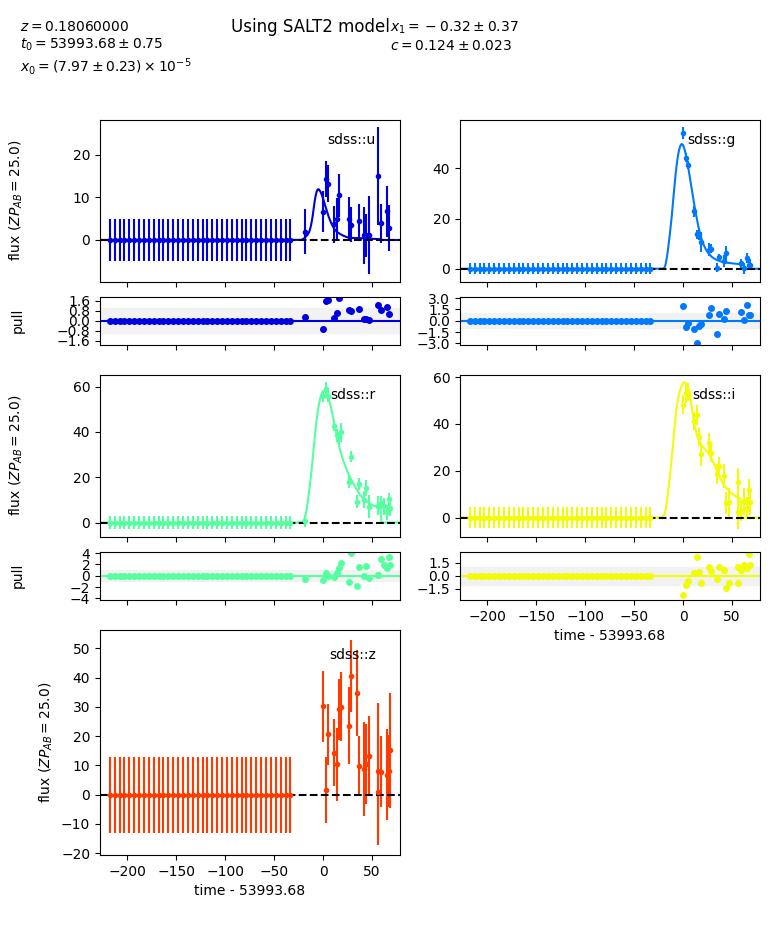 Using SALT2 model
z = 0.18060000
t₀ = 53993.68 ± 0.75
x₀ = (7.97 ± 0.23) × 10⁻⁵
x₁ = −0.32 ± 0.37
c = 0.124 ± 0.023
sdss::u
flux (ZP_AB = 25.0)
20
10
0
pull
1.6
0.8
0.0
−0.8
−1.6
sdss::g
40
20
0
3.0
1.5
0.0
−1.5
−3.0
sdss::r
flux (ZP_AB = 25.0)
60
40
20
0
pull
4
2
0
−2
−4
sdss::i
60
40
20
0
1.5
0.0
−1.5
−200 −150 −100 −50 0 50
time - 53993.68
sdss::z
flux (ZP_AB = 25.0)
50
40
30
20
10
0
−10
−20
−200 −150 −100 −50 0 50
time - 53993.68